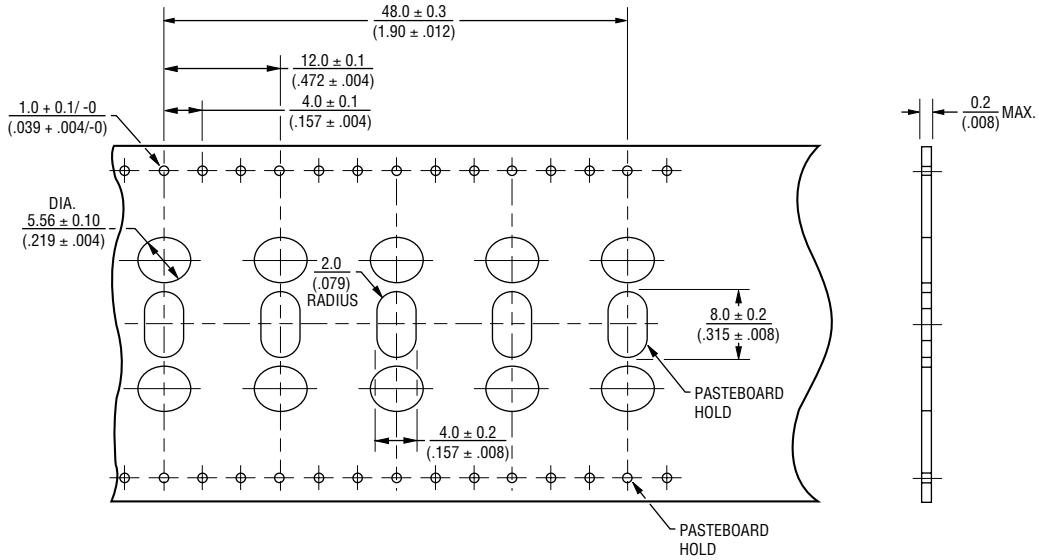 48.0 ± 0.3
(1.90 ± .012)
12.0 ± 0.1
(.472 ± .004)
4.0 ± 0.1
(.157 ± .004)
1.0 + 0.1/ -0
(.039 + .004/-0)
0.2
(.008)
MAX.
DIA.
5.56 ± 0.10
(.219 ± .004)
2.0
(.079)
RADIUS
8.0 ± 0.2
(.315 ± .008)
PASTEBOARD
HOLD
4.0 ± 0.2
(.157 ± .008)
PASTEBOARD
HOLD